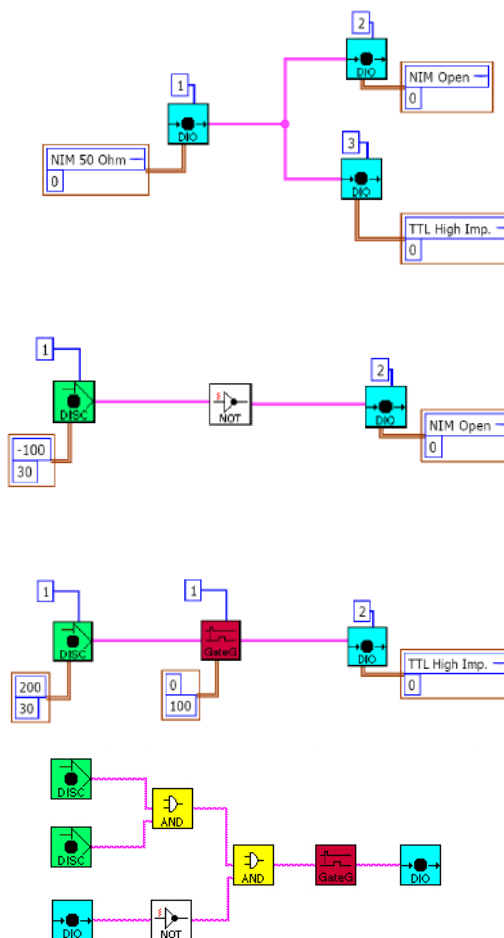 2
NIM Open
0
DIO
1
DIO
3
NIM 50 Ohm
0
DIO
TTL High Imp.
0
1
2
DISC
NOT
DIO
-100
30
NIM Open
0
1
1
2
DISC
GateG
DIO
200
30
0
100
TTL High Imp.
0
DISC
AND
DISC
AND
GateG
DIO
DIO
NOT